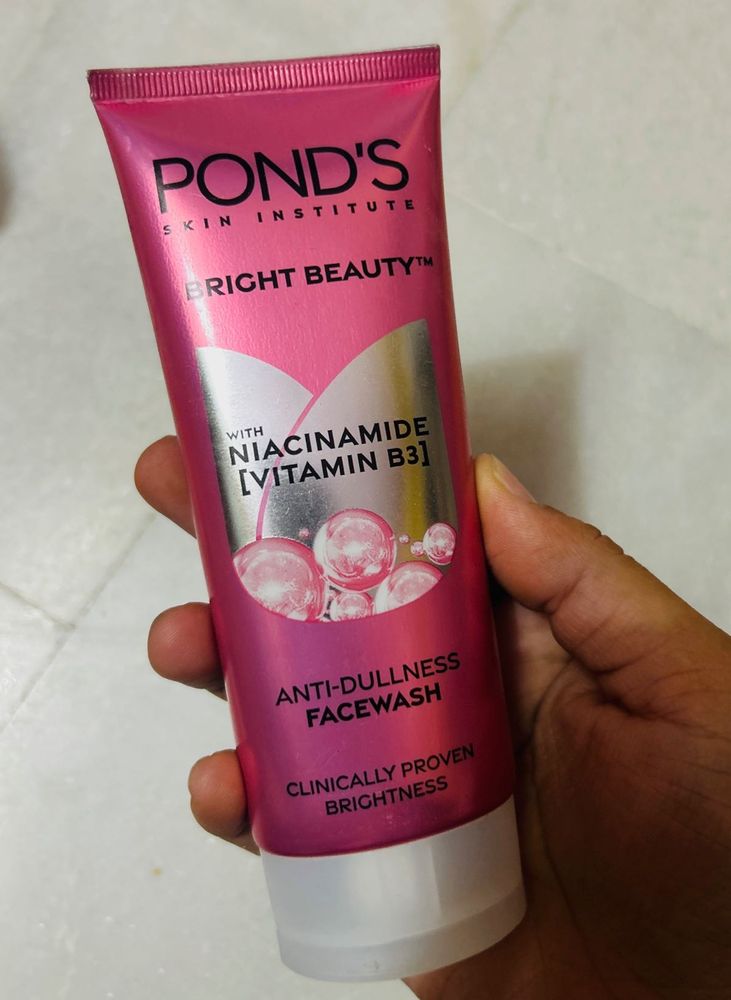 POND'S
SKIN INSTITUTE
BRIGHT BEAUTY™
WITH
NIACINAMIDE
[VITAMIN B3]
ANTI-DULLNESS
FACEWASH
CLINICALLY PROVEN
BRIGHTNESS